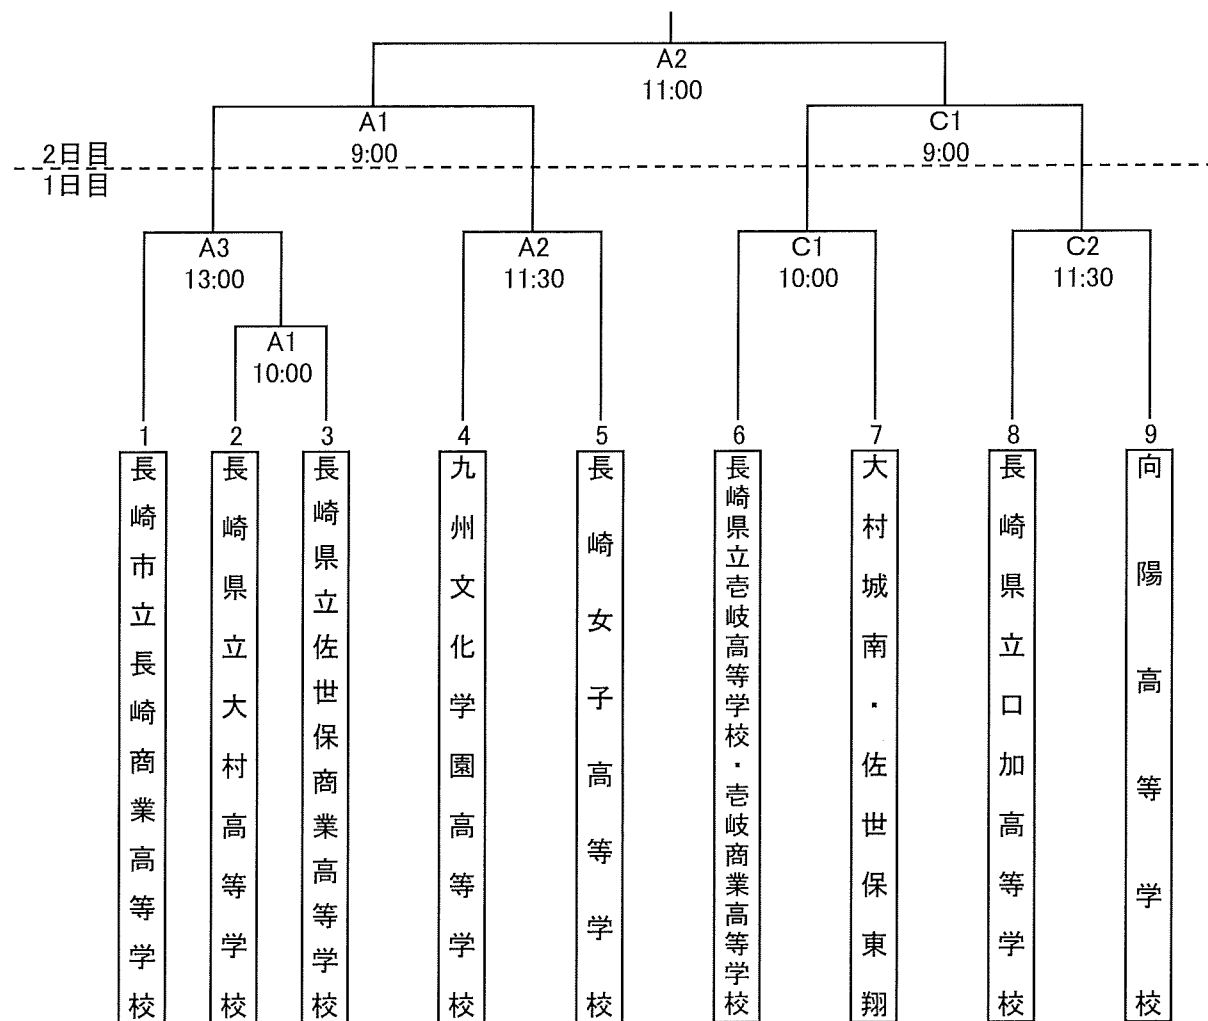 A2
11:00
A1
9:00
C1
9:00
2日目
1日目
A3
13:00
A2
11:30
C1
10:00
C2
11:30
A1
10:00
1
2
3
4
5
6
7
8
9
長崎市立長崎商業高等学校
長崎県立大村高等学校
長崎県立佐世保商業高等学校
九州文化学園高等学校
長崎女子高等学校
長崎県立壱岐高等学校・壱岐商業高等学校
大村城南・佐世保東翔
長崎県立口加高等学校
向陽高等学校